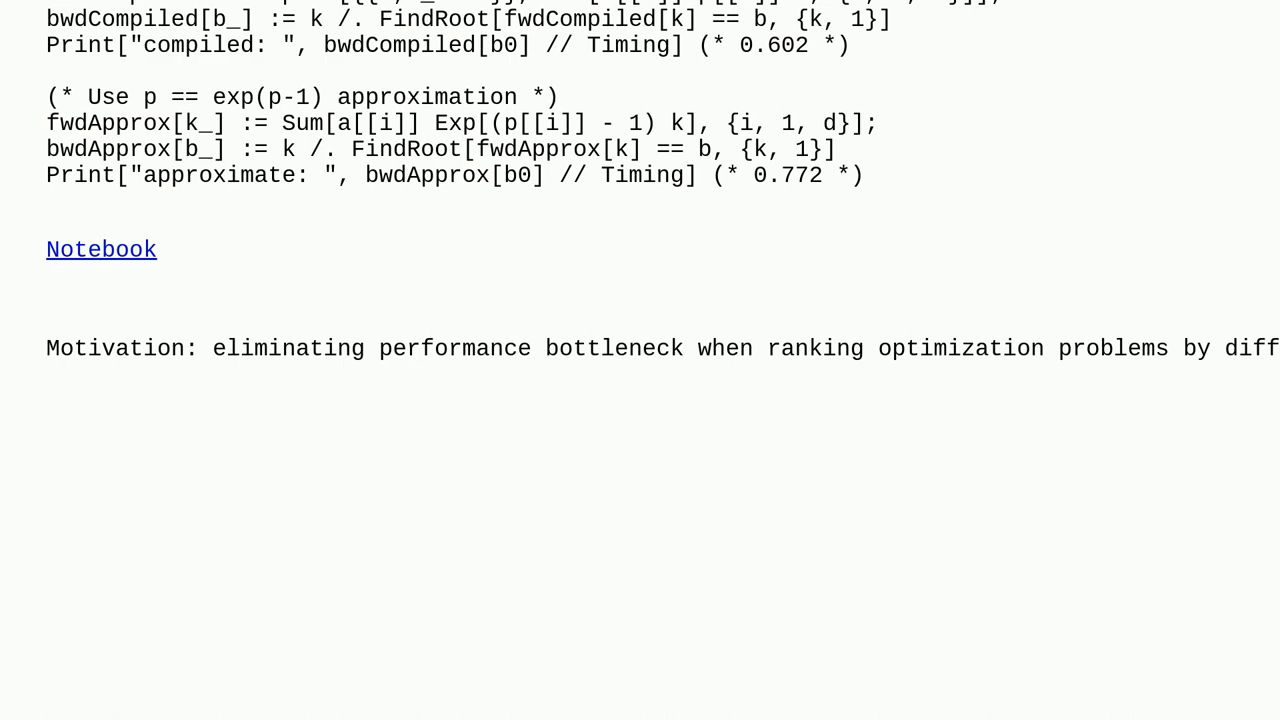 bwdCompiled[b_] := k /. FindRoot[fwdCompiled[k] == b, {k, 1}]
Print["compiled: ", bwdCompiled[b0] // Timing] (* 0.602 *)
(* Use p == exp(p-1) approximation *)
fwdApprox[k_] := Sum[a[[i]] Exp[(p[[i]] - 1) k], {i, 1, d}];
bwdApprox[b_] := k /. FindRoot[fwdApprox[k] == b, {k, 1}]
Print["approximate: ", bwdApprox[b0] // Timing] (* 0.772 *)
Notebook
Motivation: eliminating performance bottleneck when ranking optimization problems by diff